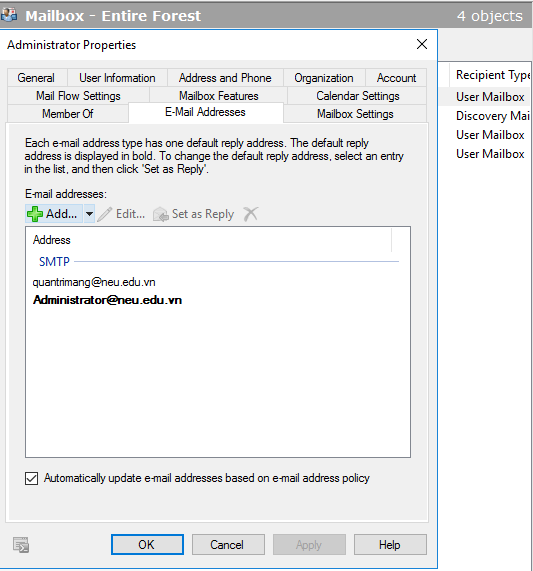 Mailbox - Entire Forest
4 objects
Administrator Properties
General
User Information
Address and Phone
Organization
Account
Mail Flow Settings
Mailbox Features
Calendar Settings
Member Of
E-Mail Addresses
Mailbox Settings
Each e-mail address type has one default reply address. The default reply
address is displayed in bold. To change the default reply address, select an entry
in the list, and then click 'Set as Reply'.
E-mail addresses:
Add...
Edit...
Set as Reply
Address
SMTP
quantrimang@neu.edu.vn
Administrator@neu.edu.vn
Automatically update e-mail addresses based on e-mail address policy
OK
Cancel
Apply
Help
Recipient Type
User Mailbox
Discovery Mai
User Mailbox
User Mailbox